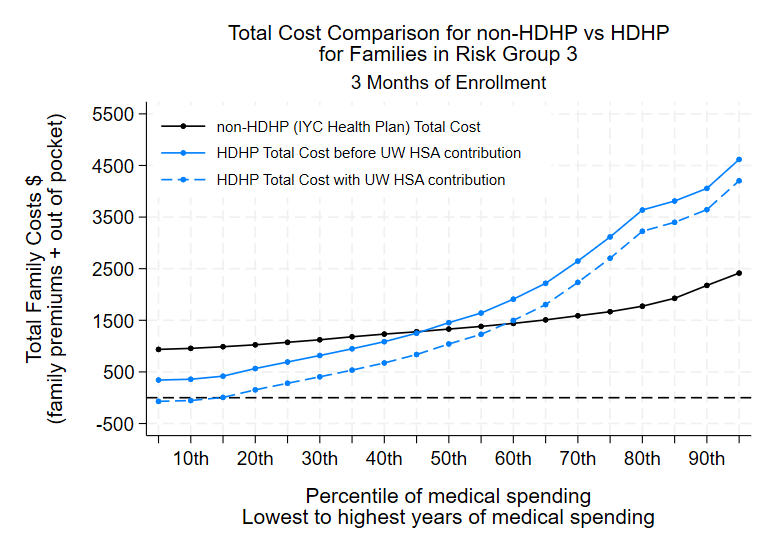 Total Cost Comparison for non-HDHP vs HDHP
for Families in Risk Group 3
3 Months of Enrollment
non-HDHP (IYC Health Plan) Total Cost
HDHP Total Cost before UW HSA contribution
HDHP Total Cost with UW HSA contribution
Total Family Costs $
(family premiums + out of pocket)
5500
4500
3500
2500
1500
500
-500
10th 20th 30th 40th 50th 60th 70th 80th 90th
Percentile of medical spending
Lowest to highest years of medical spending